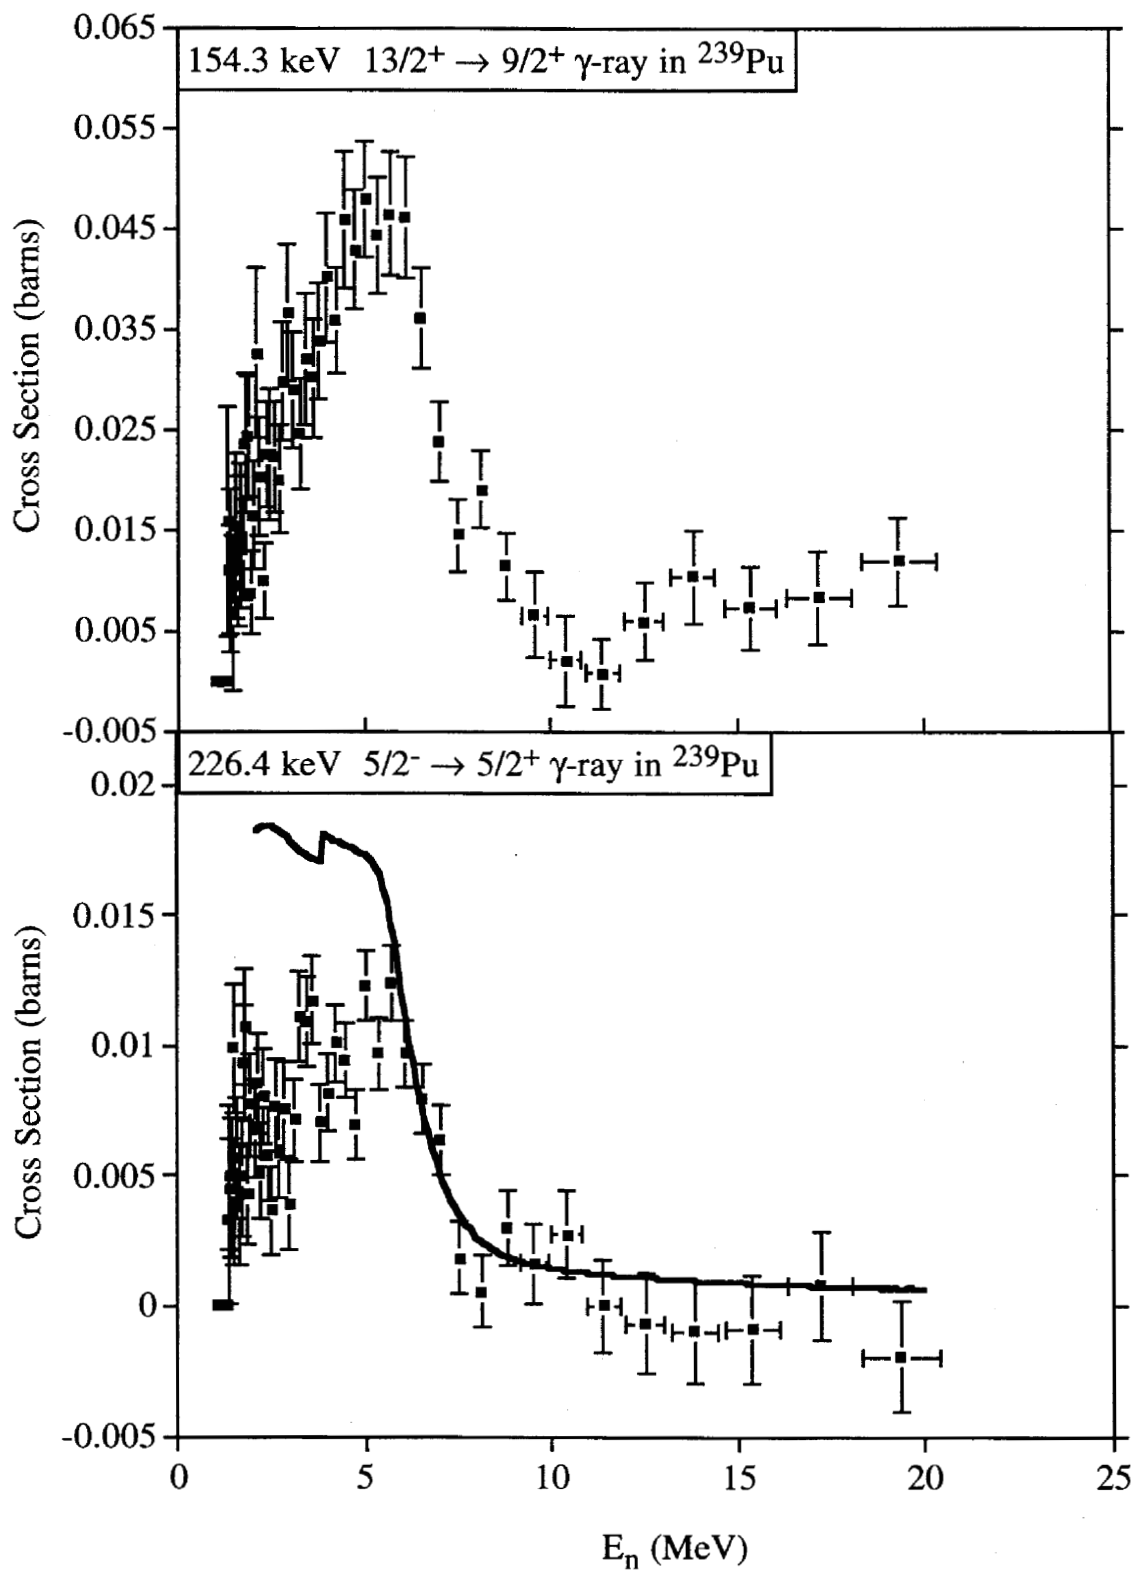 0.065
154.3 keV 13/2⁺ → 9/2⁺ γ-ray in ²³⁹Pu
0.055
0.045
0.035
0.025
0.015
0.005
-0.005
Cross Section (barns)
226.4 keV 5/2⁻ → 5/2⁺ γ-ray in ²³⁹Pu
0.02
0.015
0.01
0.005
0
-0.005
Cross Section (barns)
0 5 10 15 20 25
Eₙ (MeV)